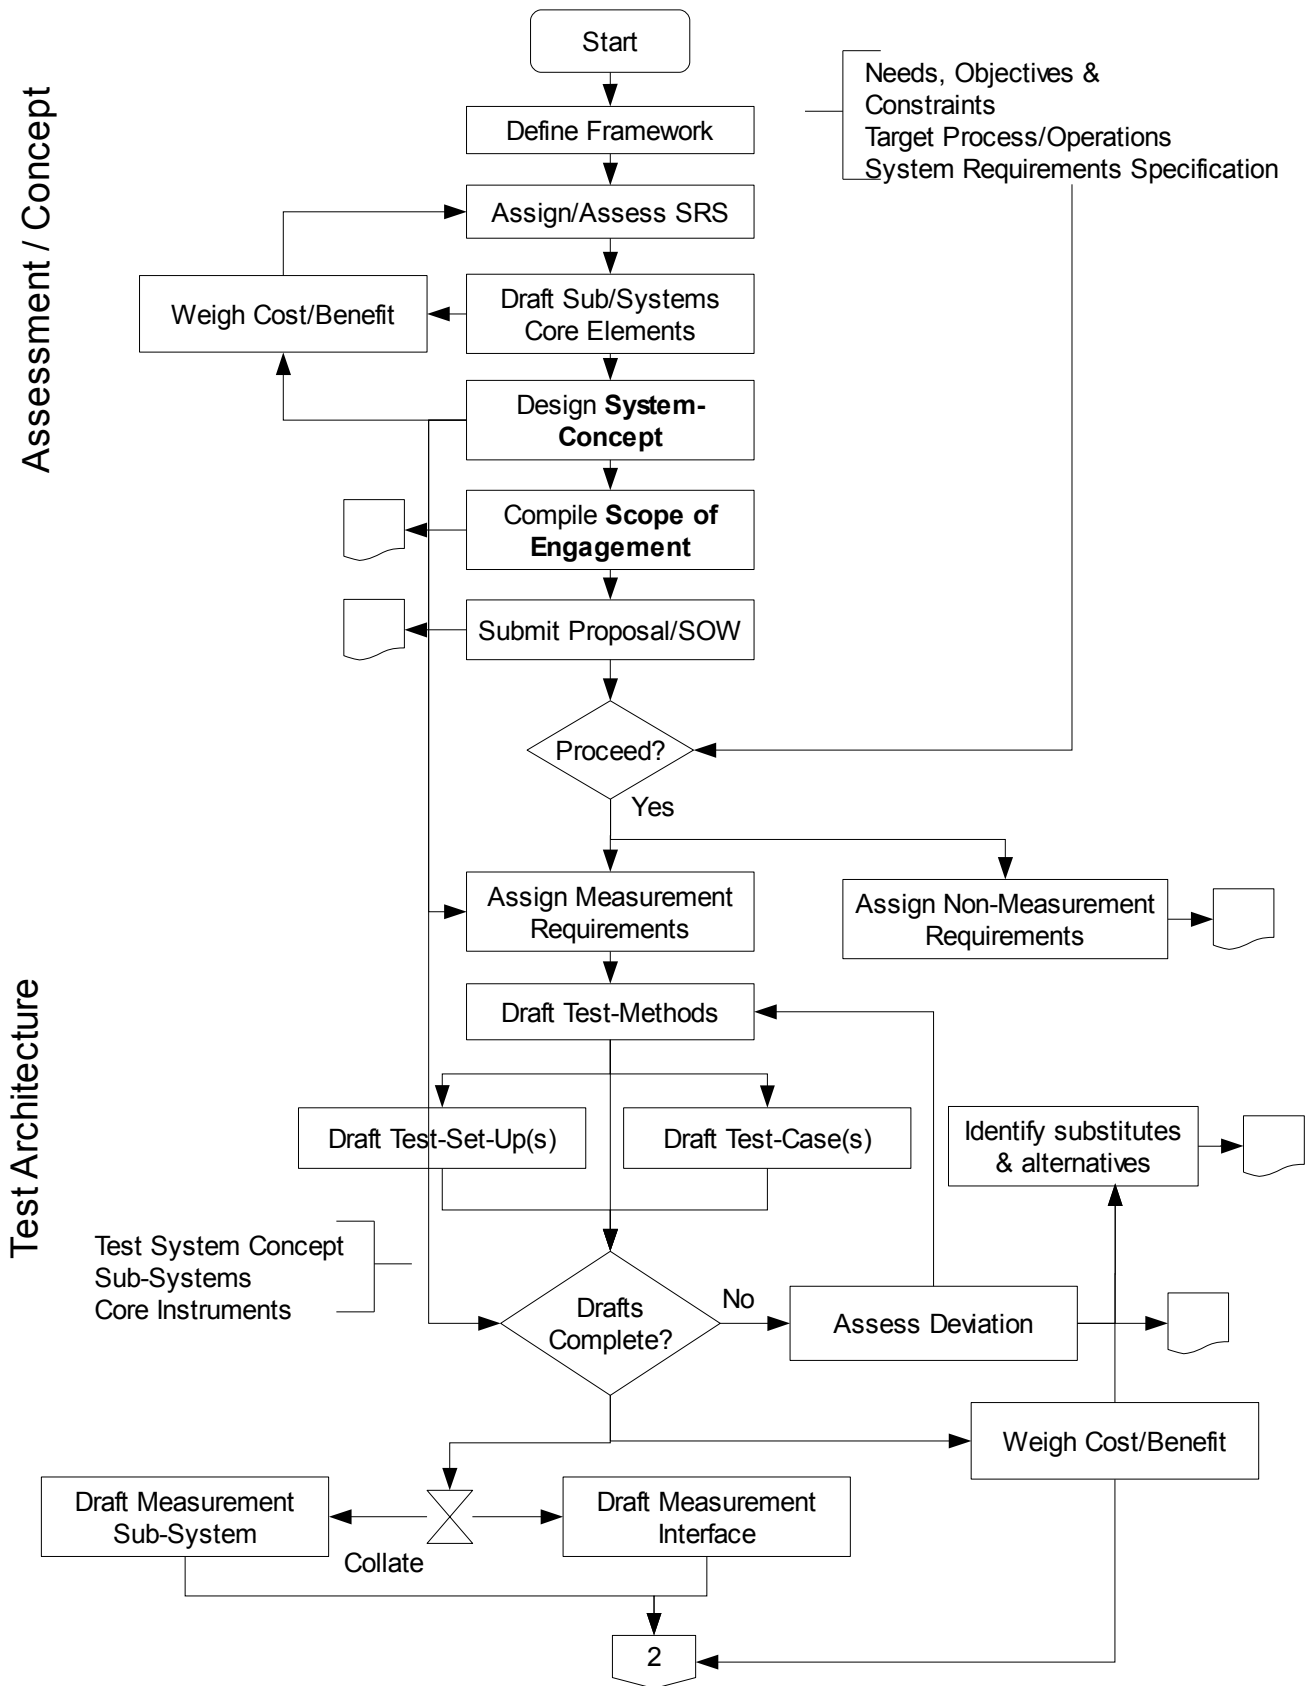 Start
Needs, Objectives &
Constraints
Target Process/Operations
System Requirements Specification
Define Framework
Assessment / Concept
Assign/Assess SRS
Weigh Cost/Benefit
Draft Sub/Systems
Core Elements
Design System-
Concept
Compile Scope of
Engagement
Submit Proposal/SOW
Proceed?
Yes
Assign Measurement
Requirements
Assign Non-Measurement
Requirements
Test Architecture
Draft Test-Methods
Draft Test-Set-Up(s)
Draft Test-Case(s)
Identify substitutes
& alternatives
Test System Concept
Sub-Systems
Core Instruments
Drafts
Complete?
No
Assess Deviation
Weigh Cost/Benefit
Draft Measurement
Sub-System
Collate
Draft Measurement
Interface
2